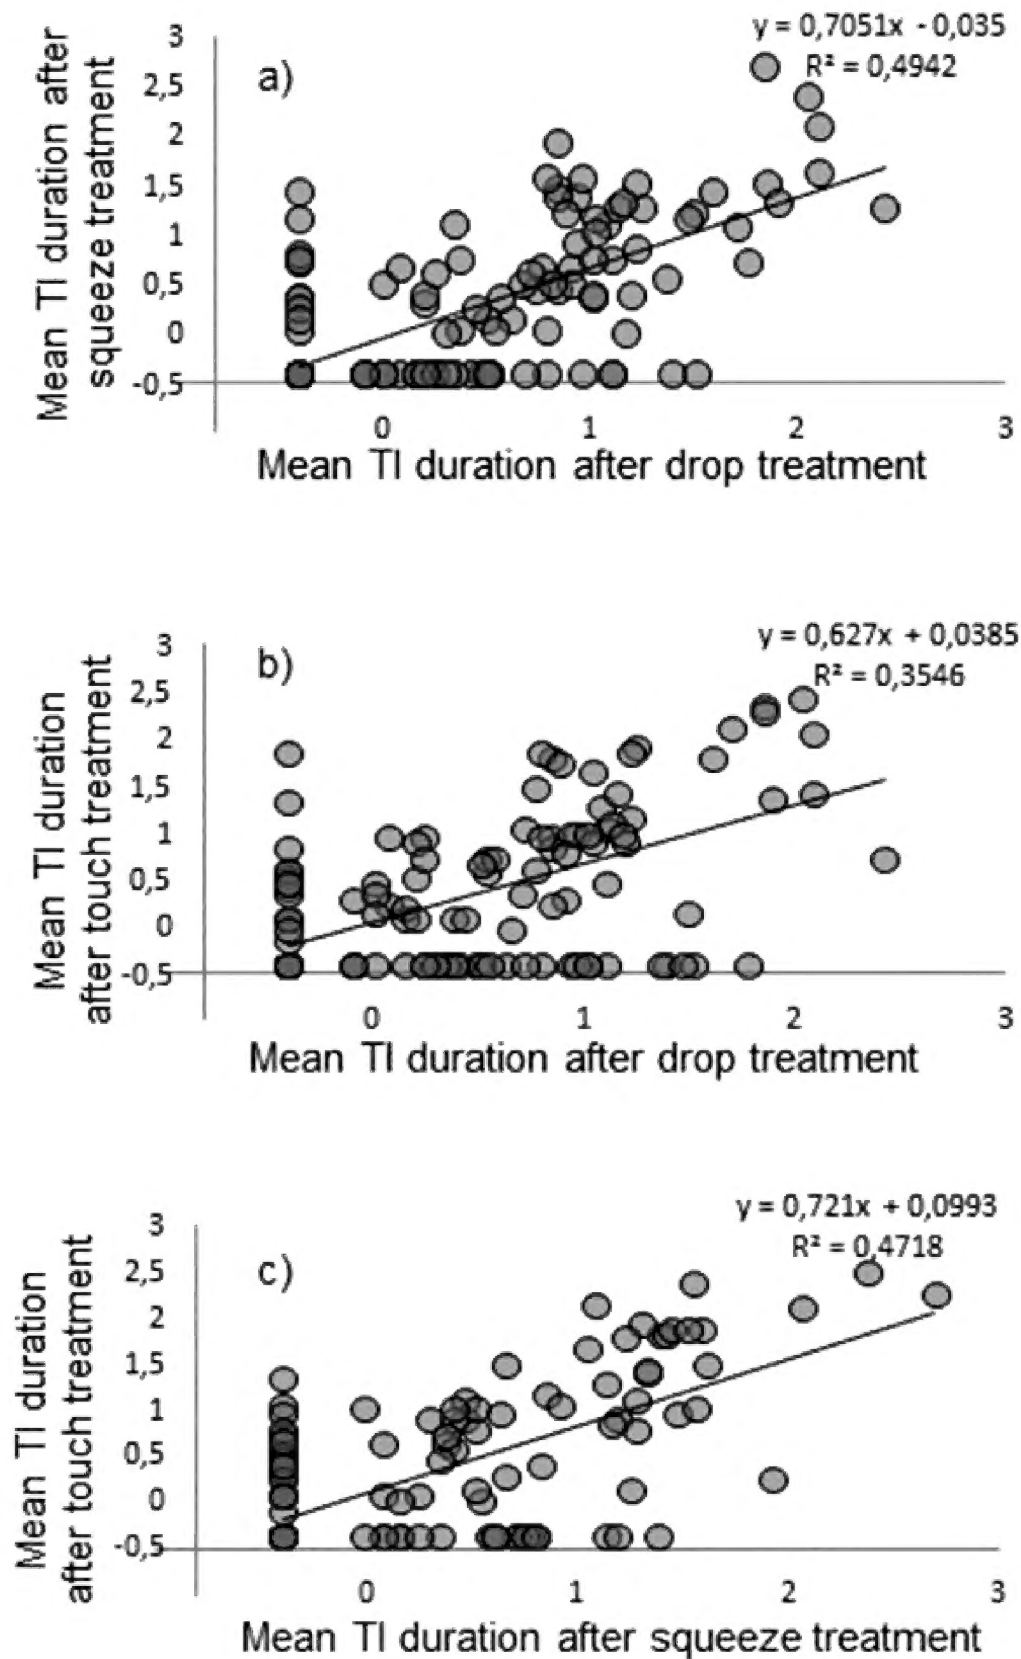 y = 0,7051x - 0,035
R² = 0,4942
a)
Mean TI duration after
squeeze treatment
3
2,5
2
1,5
1
0,5
0
-0,5
0 1 2 3
Mean TI duration after drop treatment
y = 0,627x + 0,0385
R² = 0,3546
b)
Mean TI duration
after touch treatment
3
2,5
2
1,5
1
0,5
0
-0,5
0 1 2 3
Mean TI duration after drop treatment
y = 0,721x + 0,0993
R² = 0,4718
c)
Mean TI duration
after touch treatment
3
2,5
2
1,5
1
0,5
0
-0,5
0 1 2 3
Mean TI duration after squeeze treatment